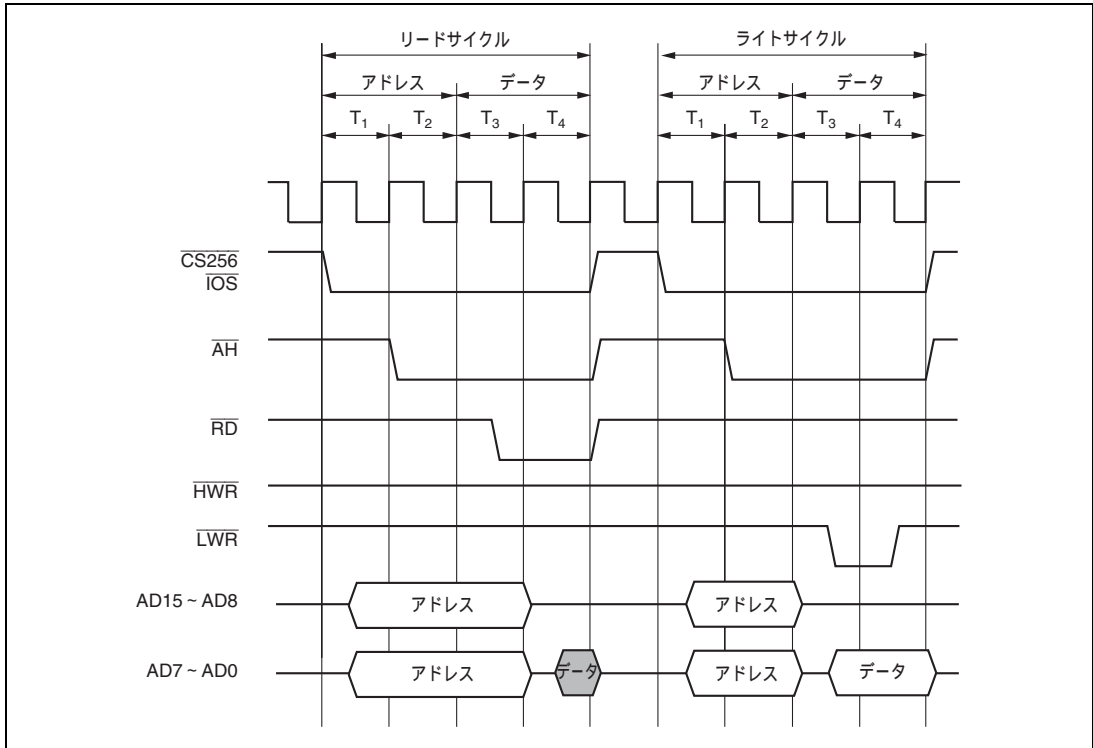 リードサイクル ライトサイクル
アドレス データ アドレス データ
T1 T2 T3 T4 T1 T2 T3 T4
CS256
IOS
AH
RD
HWR
LWR
AD15 ~ AD8 アドレス アドレス
AD7 ~ AD0 アドレス データ アドレス データ